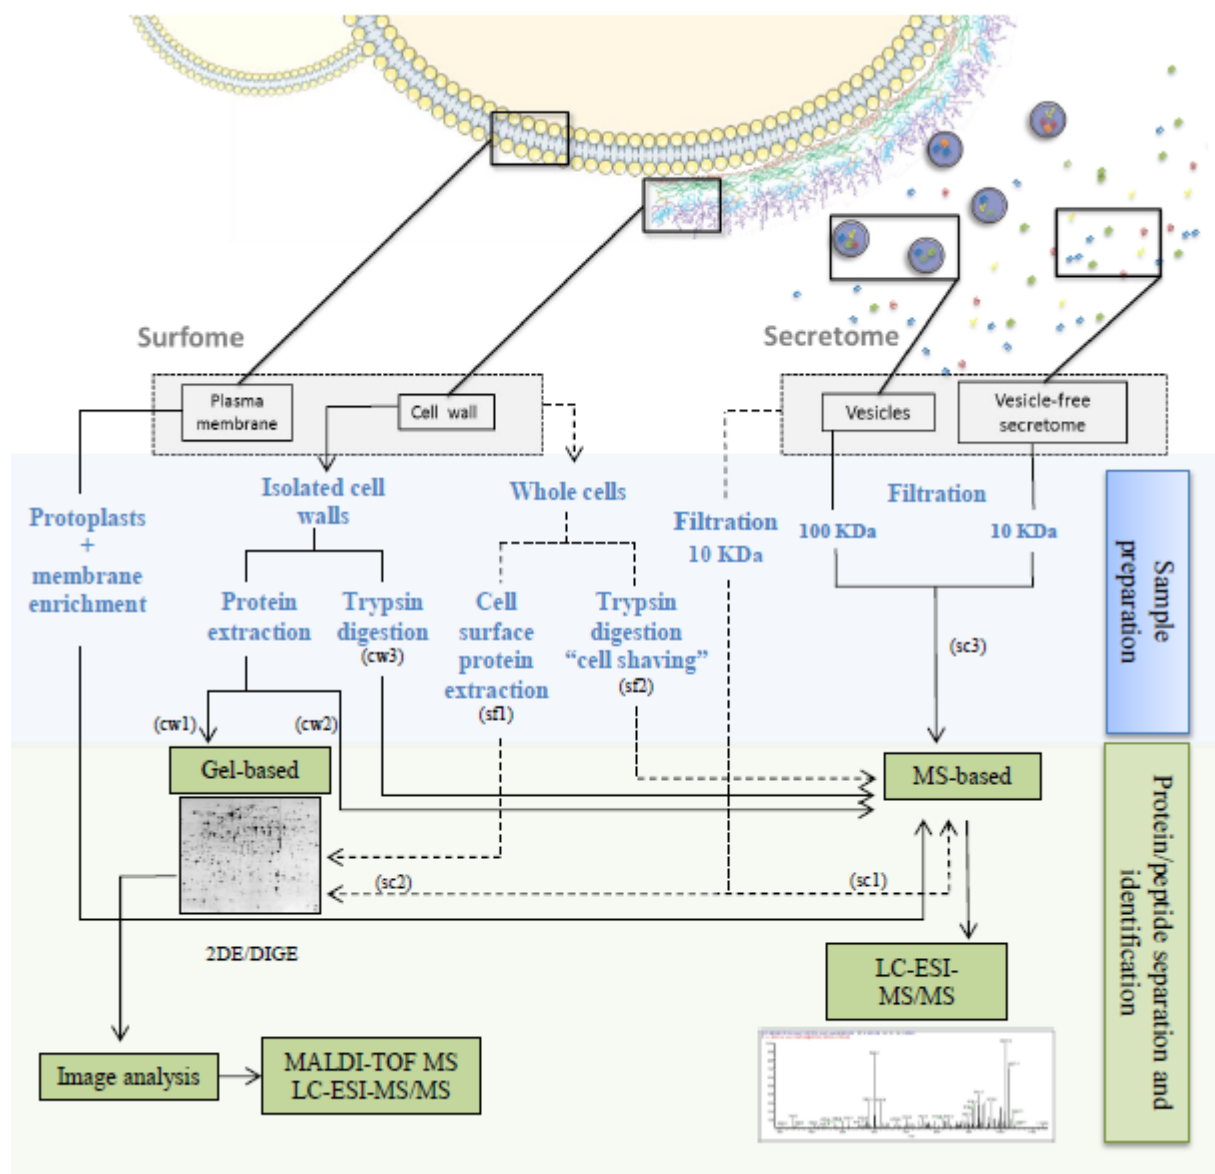 Surfome
Secretome
Plasma
membrane
Cell wall
Vesicles
Vesicle-free
secretome
Protoplasts
+
membrane
enrichment
Isolated cell
walls
Whole cells
Filtration
10 KDa
Filtration
100 KDa
10 KDa
Protein
extraction
Trypsin
digestion
(cw3)
Cell
surface
protein
extraction
(sf1)
Trypsin
digestion
“cell shaving”
(sf2)
(sc3)
Sample
preparation
(cw1)
(cw2)
Gel-based
MS-based
(sc2)
(sc1)
2DE/DIGE
LC-ESI-
MS/MS
Image analysis
MALDI-TOF MS
LC-ESI-MS/MS
Protein/peptide separation and
identification